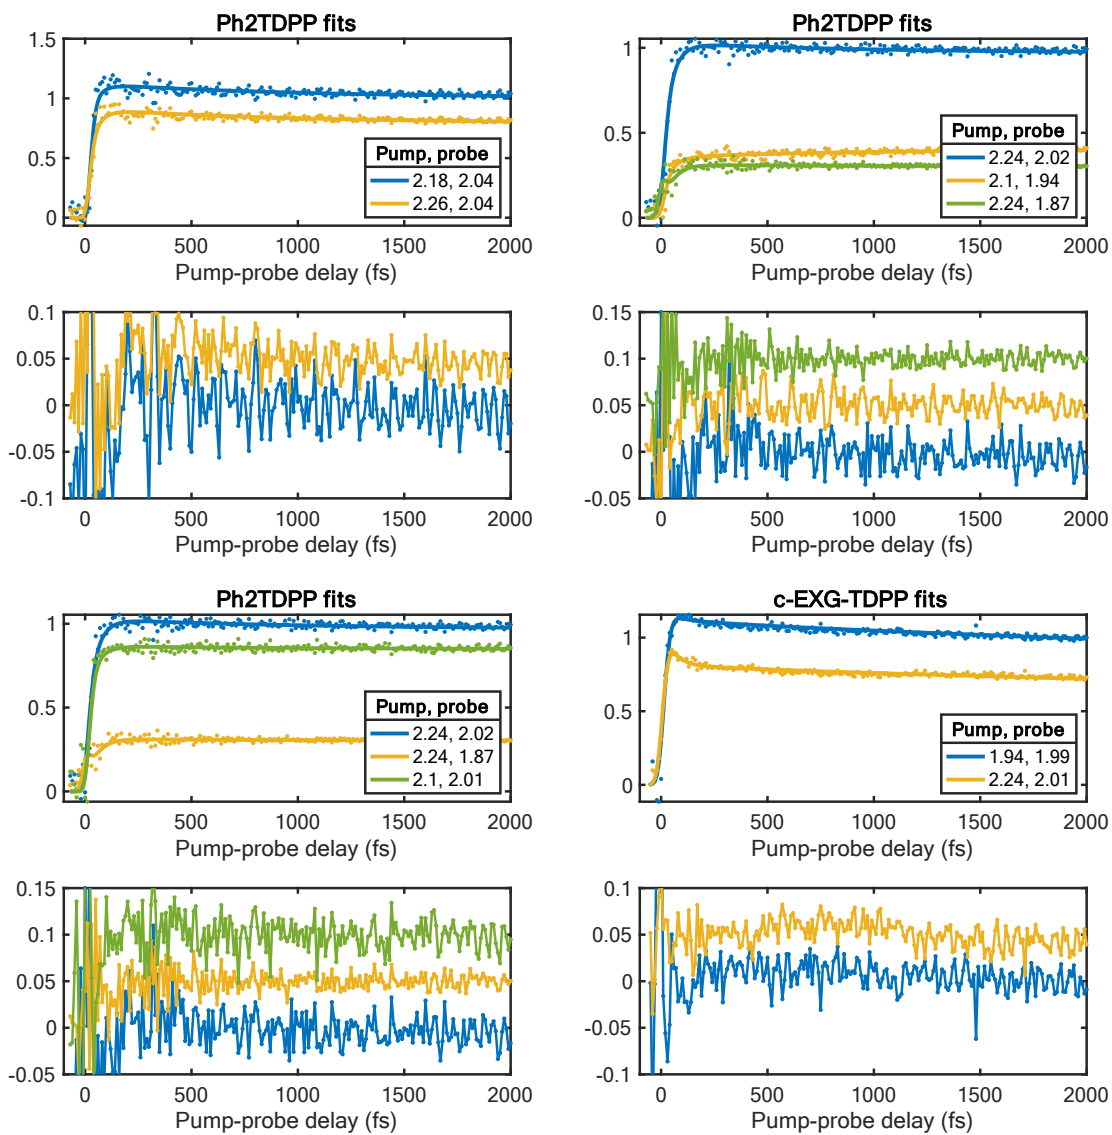 Ph2TDPP fits
1.5
1
0.5
0
Pump, probe
2.18, 2.04
2.26, 2.04
0 500 1000 1500 2000
Pump-probe delay (fs)
Ph2TDPP fits
1
0.5
0
Pump, probe
2.24, 2.02
2.1, 1.94
2.24, 1.87
0 500 1000 1500 2000
Pump-probe delay (fs)
0.1
0.05
0
-0.05
-0.1
0 500 1000 1500 2000
Pump-probe delay (fs)
0.15
0.1
0.05
0
-0.05
0 500 1000 1500 2000
Pump-probe delay (fs)
Ph2TDPP fits
1
0.5
0
Pump, probe
2.24, 2.02
2.24, 1.87
2.1, 2.01
0 500 1000 1500 2000
Pump-probe delay (fs)
c-EXG-TDPP fits
1
0.5
0
Pump, probe
1.94, 1.99
2.24, 2.01
0 500 1000 1500 2000
Pump-probe delay (fs)
0.15
0.1
0.05
0
-0.05
0 500 1000 1500 2000
Pump-probe delay (fs)
0.1
0.05
0
-0.05
-0.1
0 500 1000 1500 2000
Pump-probe delay (fs)